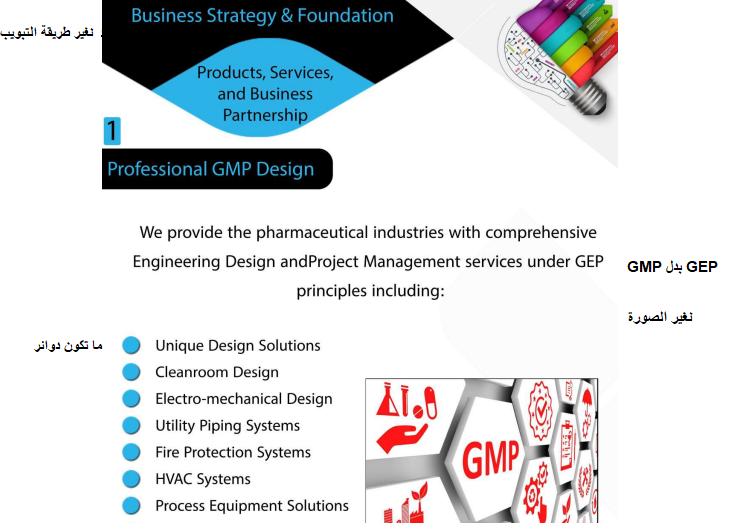 Business Strategy & Foundation
نغير طريقة التبويب
Products, Services,
and Business
Partnership
1
Professional GMP Design
We provide the pharmaceutical industries with comprehensive
Engineering Design andProject Management services under GEP
GMP بدل GEP
principles including:
نغير الصورة
ما تكون دوائر
Unique Design Solutions
Cleanroom Design
Electro-mechanical Design
Utility Piping Systems
Fire Protection Systems
HVAC Systems
Process Equipment Solutions
GMP